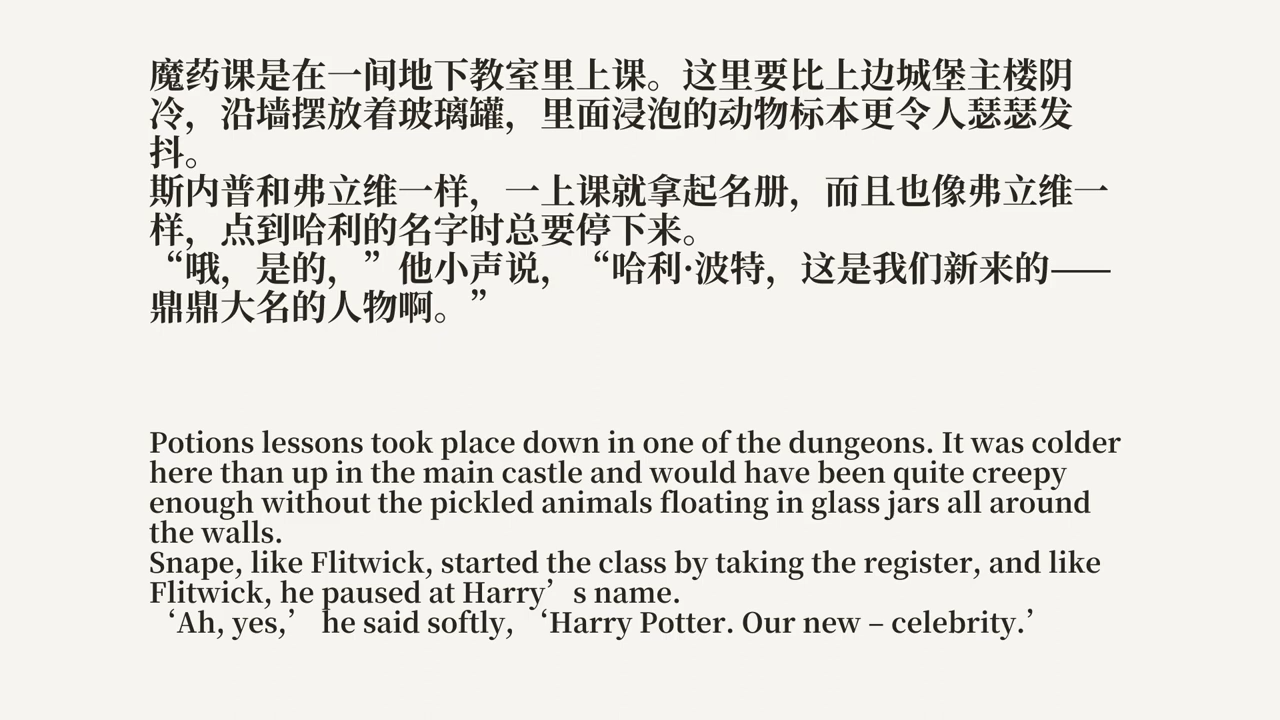 魔药课是在一间地下教室里上课。这里要比上边城堡主楼阴
冷，沿墙摆放着玻璃罐，里面浸泡的动物标本更令人瑟瑟发
抖。
斯内普和弗立维一样，一上课就拿起名册，而且也像弗立维一
样，点到哈利的名字时总要停下来。
“哦，是的，”他小声说，“哈利·波特，这是我们新来的——
鼎鼎大名的人物啊。”
Potions lessons took place down in one of the dungeons. It was colder
here than up in the main castle and would have been quite creepy
enough without the pickled animals floating in glass jars all around
the walls.
Snape, like Flitwick, started the class by taking the register, and like
Flitwick, he paused at Harry’s name.
‘Ah, yes,’ he said softly, ‘Harry Potter. Our new – celebrity.’